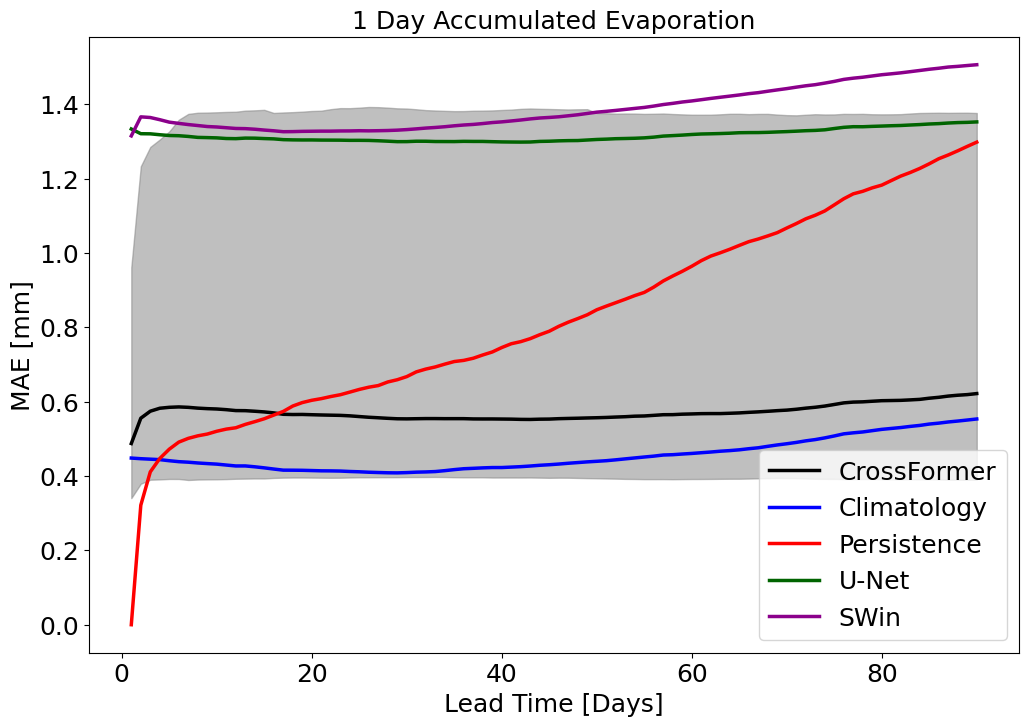 1 Day Accumulated Evaporation
MAE [mm]
1.4
1.2
1.0
0.8
0.6
0.4
0.2
0.0
CrossFormer
Climatology
Persistence
U-Net
SWin
0 20 40 60 80
Lead Time [Days]